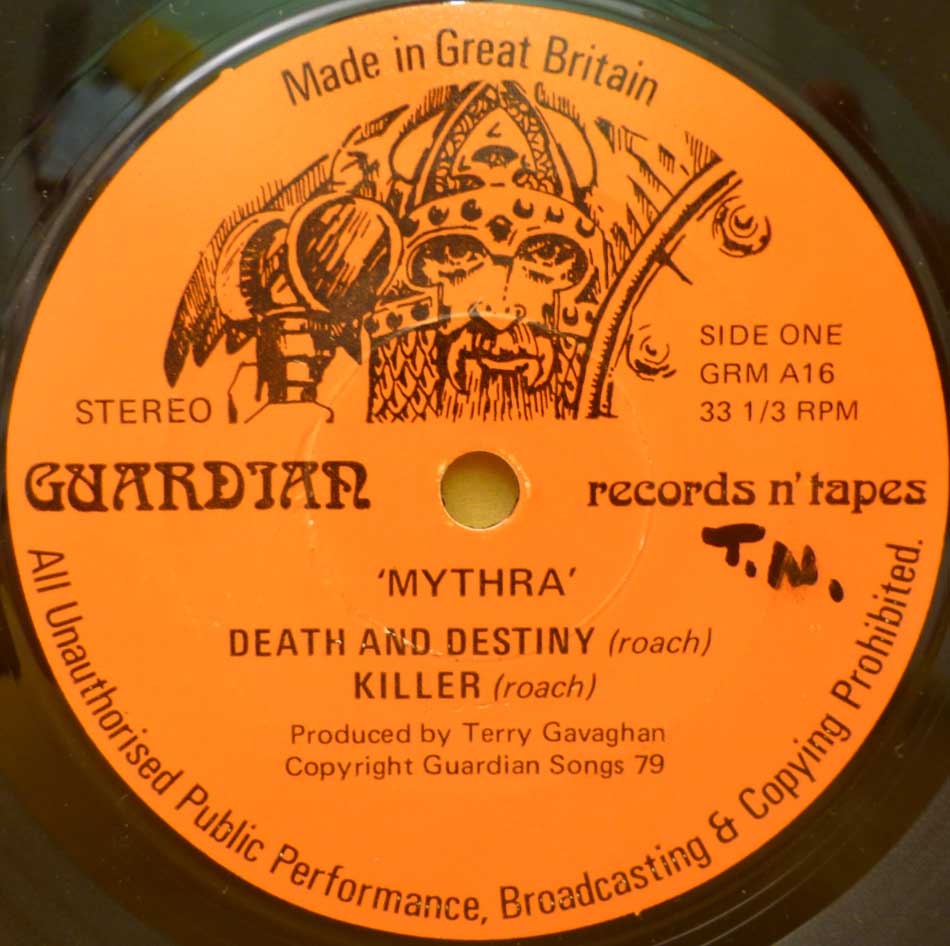 Made in Great Britain
SIDE ONE
GRM A16
STEREO
33 1/3 RPM
GUARDIAN records n' tapes
T.N.
'MYTHRA'
DEATH AND DESTINY (roach)
KILLER (roach)
Produced by Terry Gavaghan
Copyright Guardian Songs 79
All Unauthorised Public Performance, Broadcasting & Copying Prohibited.